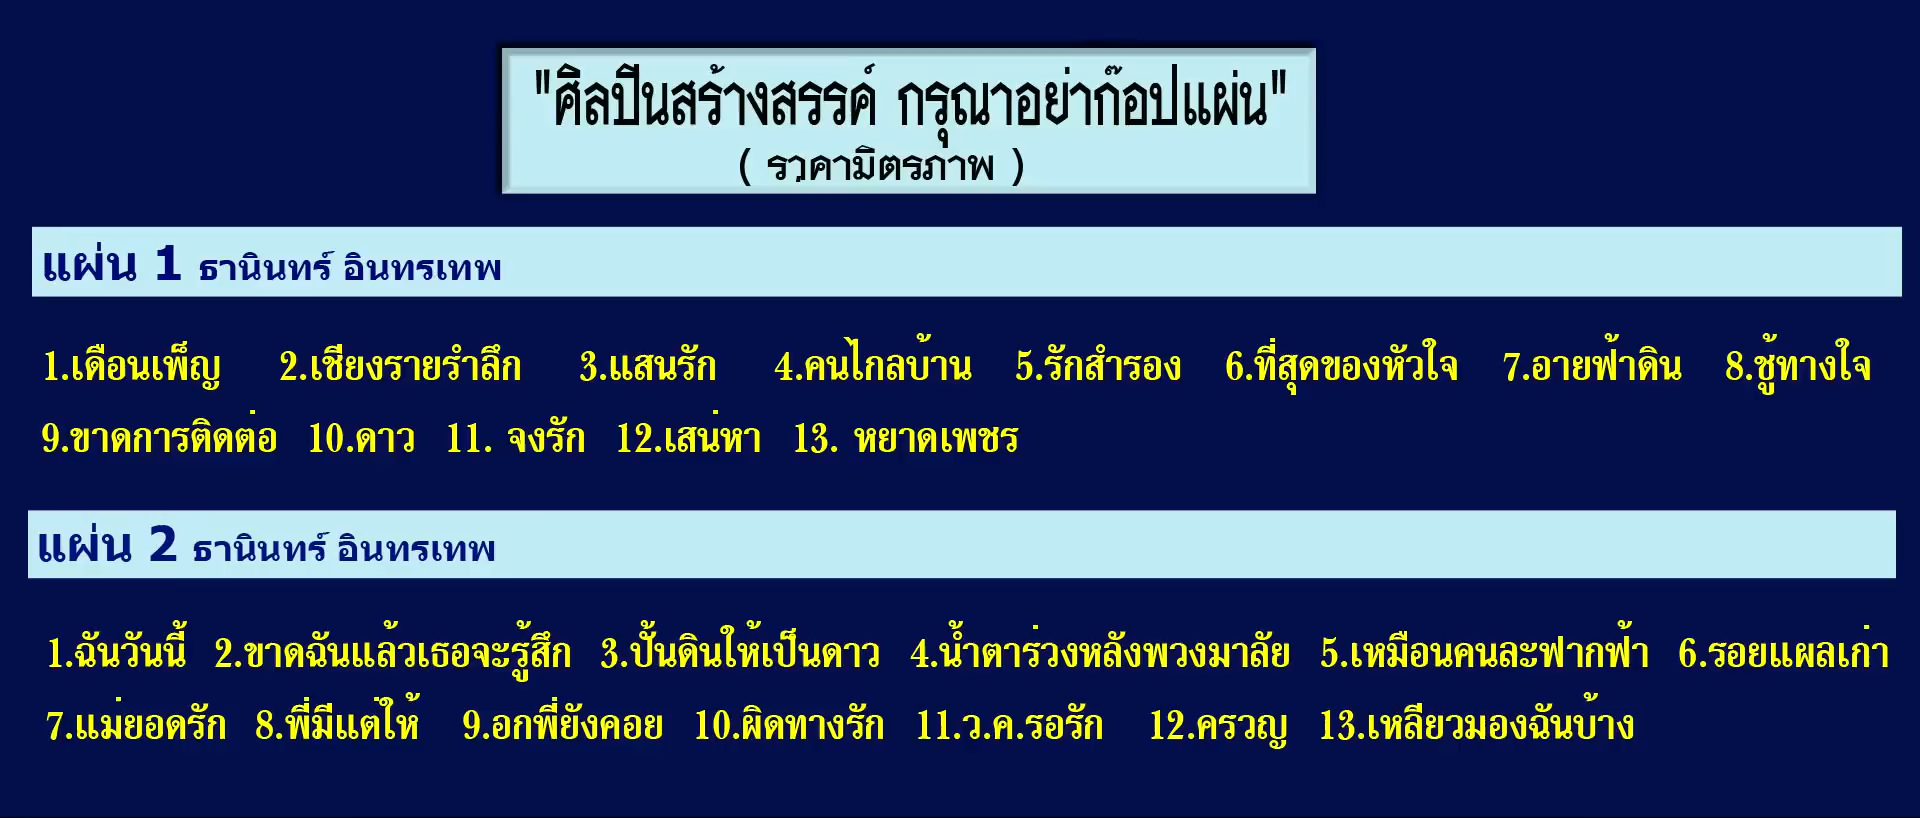 "ศิลปินสร้างสรรค์ กรุณาอย่าก๊อปแผ่น"
( ราคามิตรภาพ )
แผ่น 1 ธานินทร์ อินทรเทพ
1.เดือนเพ็ญ 2.เชียงรายรำลึก 3.แสนรัก 4.คนไกลบ้าน 5.รักสำรอง 6.ที่สุดของหัวใจ 7.อายฟ้าดิน 8.ชู้ทางใจ
9.ขาดการติดต่อ 10.ดาว 11. จงรัก 12.เสน่หา 13. หยาดเพชร
แผ่น 2 ธานินทร์ อินทรเทพ
1.ฉันวันนี้ 2.ขาดฉันแล้วเธอจะรู้สึก 3.ปั้นดินให้เป็นดาว 4.น้ำตาร่วงหลังพวงมาลัย 5.เหมือนคนละฟากฟ้า 6.รอยแผลเก่า
7.แม่ยอดรัก 8.พี่มีแต่ให้ 9.อกพี่ยังคอย 10.ผิดทางรัก 11.ว.ค.รอรัก 12.ครวญ 13.เหลียวมองฉันบ้าง